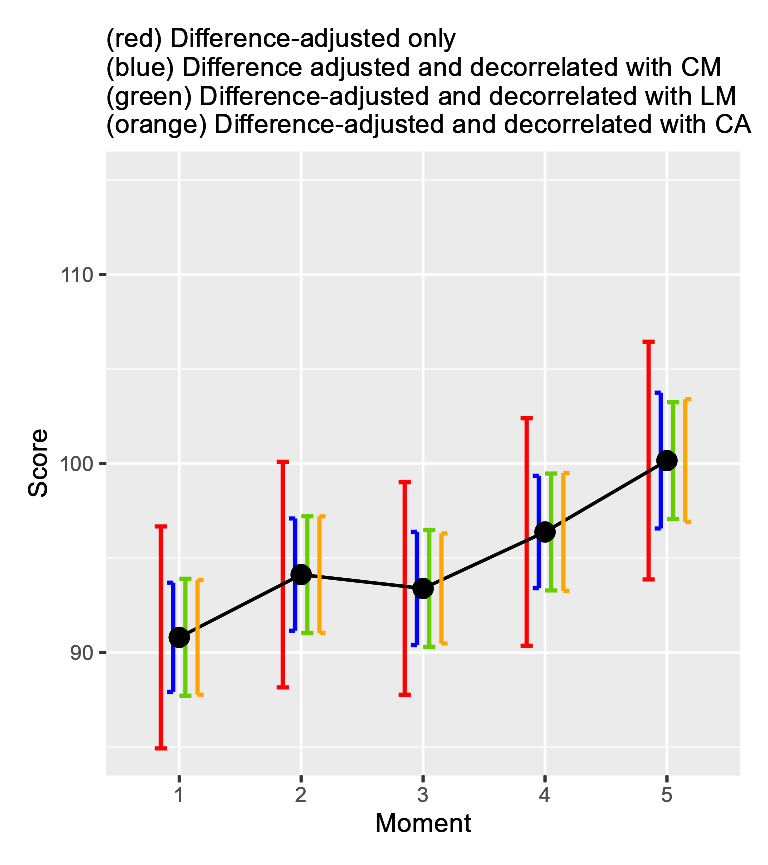 (red) Difference-adjusted only
(blue) Difference adjusted and decorrelated with CM
(green) Difference-adjusted and decorrelated with LM
(orange) Difference-adjusted and decorrelated with CA
110
100
90
Score
1 2 3 4 5
Moment